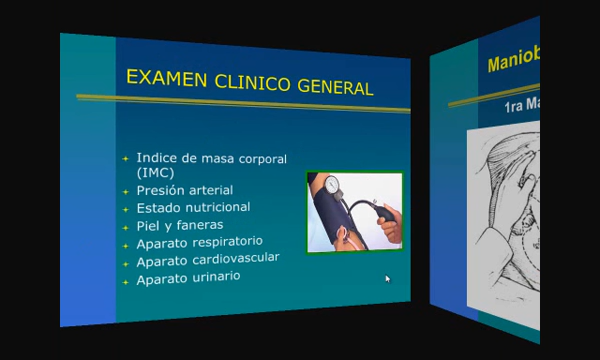 EXAMEN CLINICO GENERAL
Indice de masa corporal
(IMC)
Presión arterial
Estado nutricional
Piel y faneras
Aparato respiratorio
Aparato cardiovascular
Aparato urinario
Maniob
1ra Ma